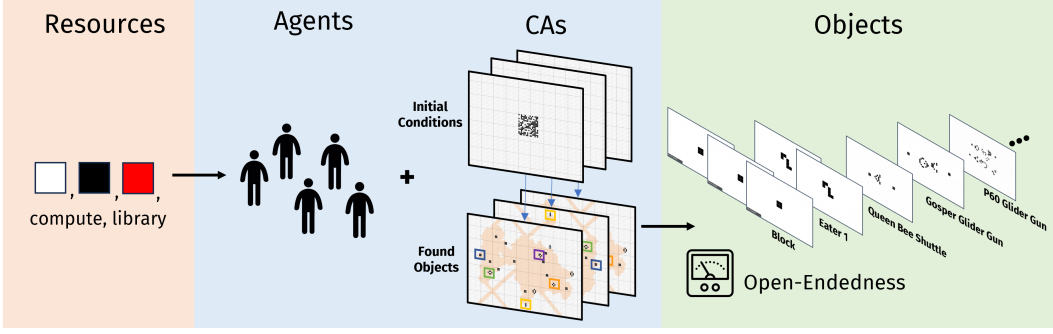 Resources
Agents
CAs
Objects
Initial
Conditions
+
, , ,
compute, library
Found
Objects
Block
Eater 1
Queen Bee Shuttle
Gosper Glider Gun
P60 Glider Gun
Open-Endedness